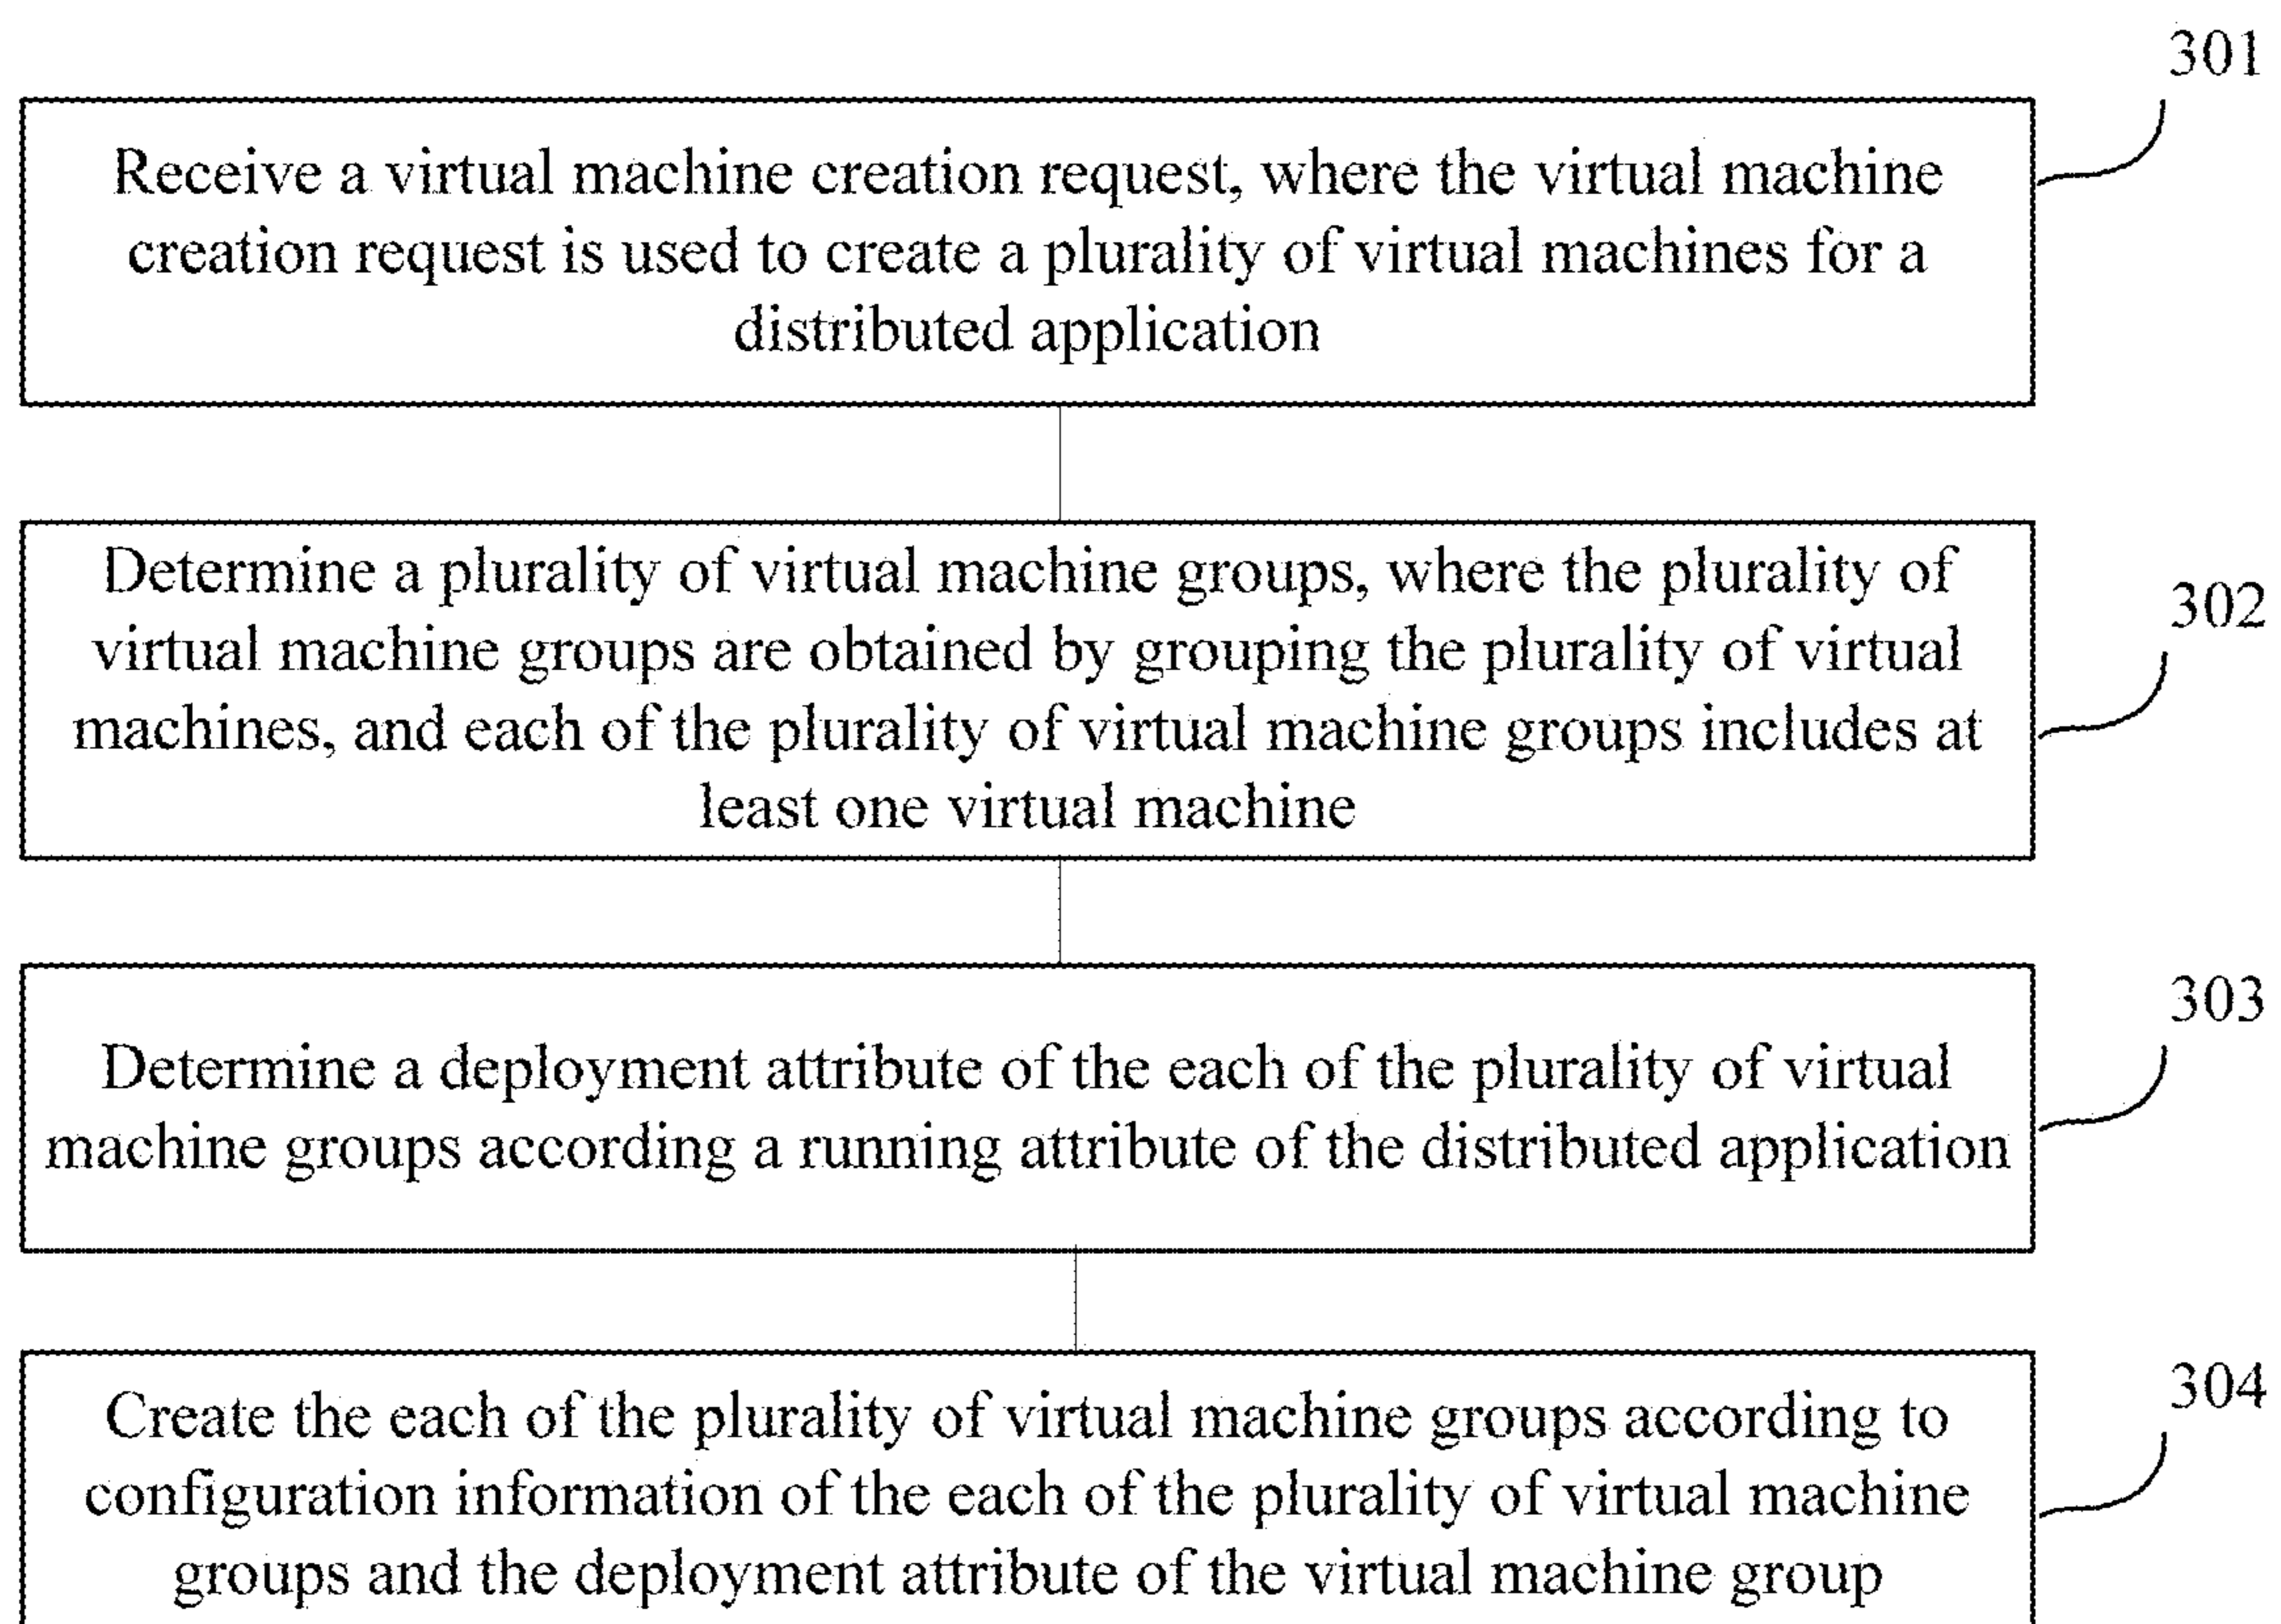 301
Receive a virtual machine creation request, where the virtual machine
creation request is used to create a plurality of virtual machines for a
distributed application
302
Determine a plurality of virtual machine groups, where the plurality of
virtual machine groups are obtained by grouping the plurality of virtual
machines, and each of the plurality of virtual machine groups includes at
least one virtual machine
303
Determine a deployment attribute of the each of the plurality of virtual
machine groups according a running attribute of the distributed application
304
Create the each of the plurality of virtual machine groups according to
configuration information of the each of the plurality of virtual machine
groups and the deployment attribute of the virtual machine group